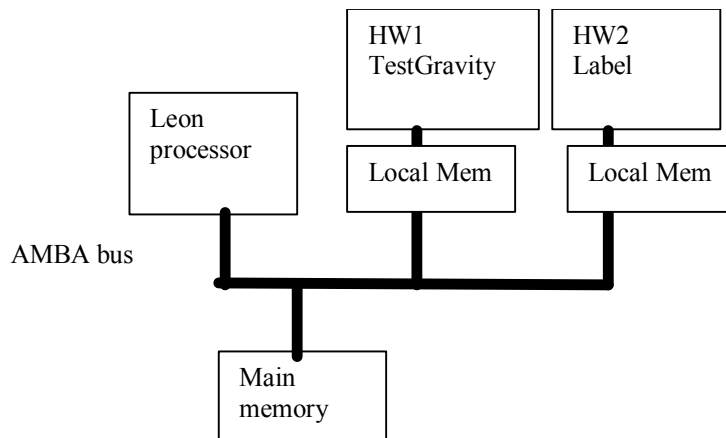 HW1
TestGravity
HW2
Label
Leon
processor
Local Mem
Local Mem
AMBA bus
Main
memory